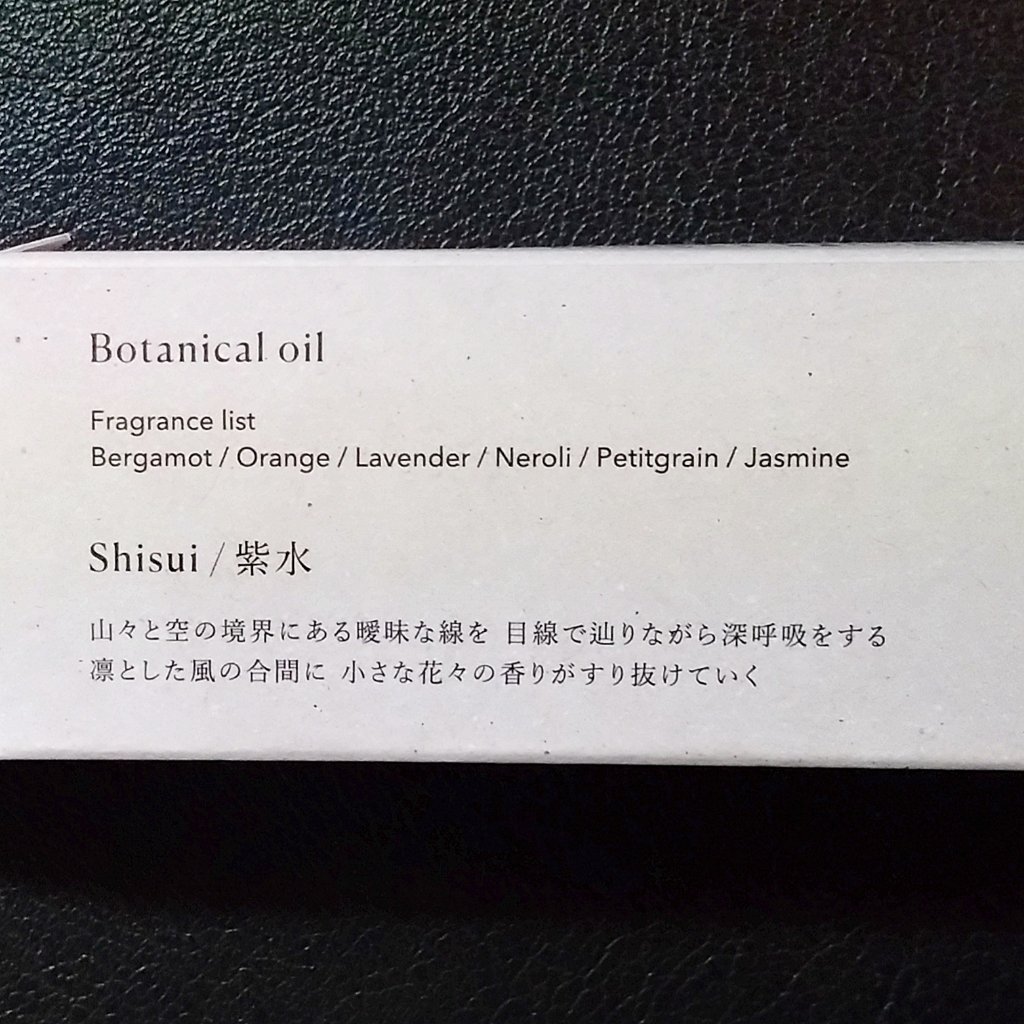 Botanical oil
Fragrance list
Bergamot / Orange / Lavender / Neroli / Petitgrain / Jasmine
Shisui / 紫水
山々と空の境界にある曖昧な線を 目線で辿りながら深呼吸をする
凛とした風の合間に 小さな花々の香りがすり抜けていく